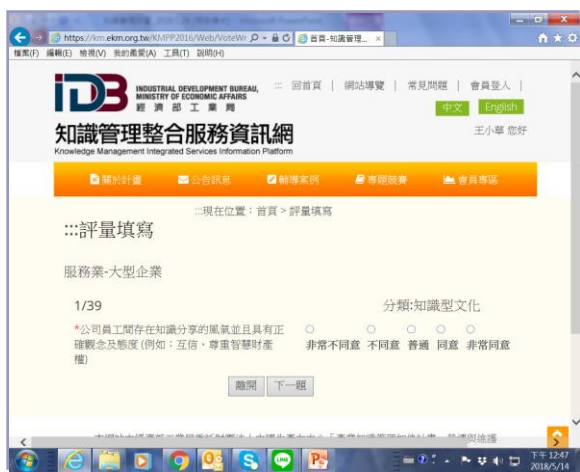 https://km.ekm.org.tw/KMPP2016/Web/VoteWr
首頁-知識管理...
檔案(F) 編輯(E) 檢視(V) 我的最愛(A) 工具(T) 說明(H)
IDB
INDUSTRIAL DEVELOPMENT BUREAU,
MINISTRY OF ECONOMIC AFFAIRS
經 濟 部 工 業 局
::: 回首頁 | 網站導覽 | 常見問題 | 會員登入 |
中文 English
知識管理整合服務資訊網
Knowledge Management Integrated Services Information Platform
王小華 您好
關於計畫 公告訊息 輔導案例 專題競賽 會員專區
:::現在位置：首頁 > 評量填寫
:::評量填寫
服務業-大型企業
1/39 分類:知識型文化
*公司員工間存在知識分享的風氣並且具有正
確觀念及態度 (例如：互信、尊重智慧財產
權)
非常不同意 不同意 普通 同意 非常同意
離開 下一題
下午 12:47
2018/5/14